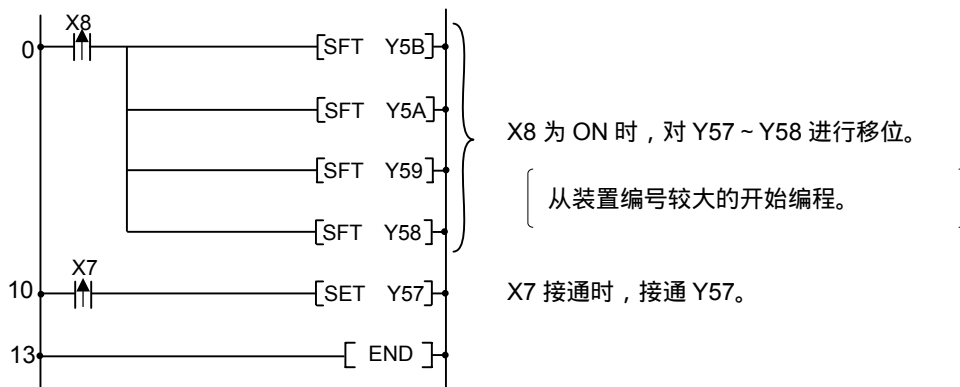 X8
0 [SFT Y5B]
[SFT Y5A]
X8 为 ON 时，对 Y57 ~ Y58 进行移位。
[SFT Y59]
从装置编号较大的开始编程。
[SFT Y58]
X7
10 [SET Y57] X7 接通时，接通 Y57。
13 [ END ]